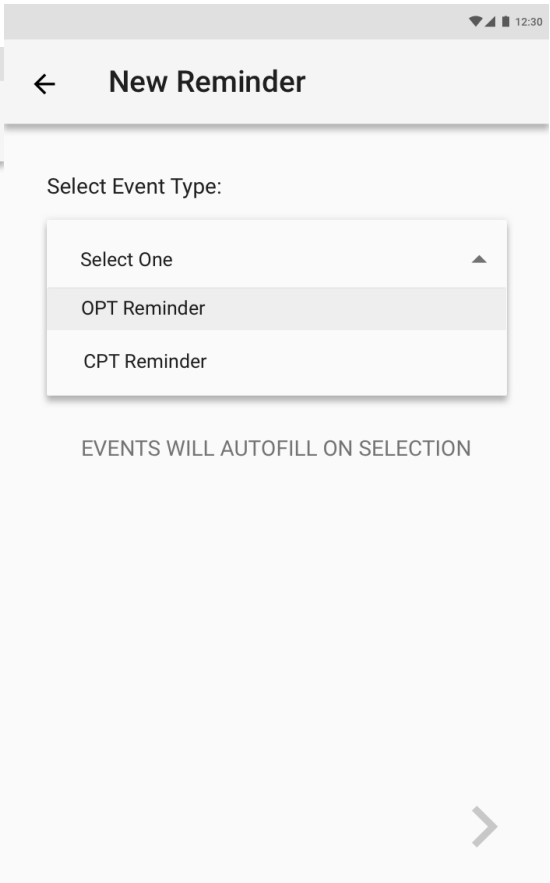 12:30
New Reminder
Select Event Type:
Select One
OPT Reminder
CPT Reminder
EVENTS WILL AUTOFILL ON SELECTION